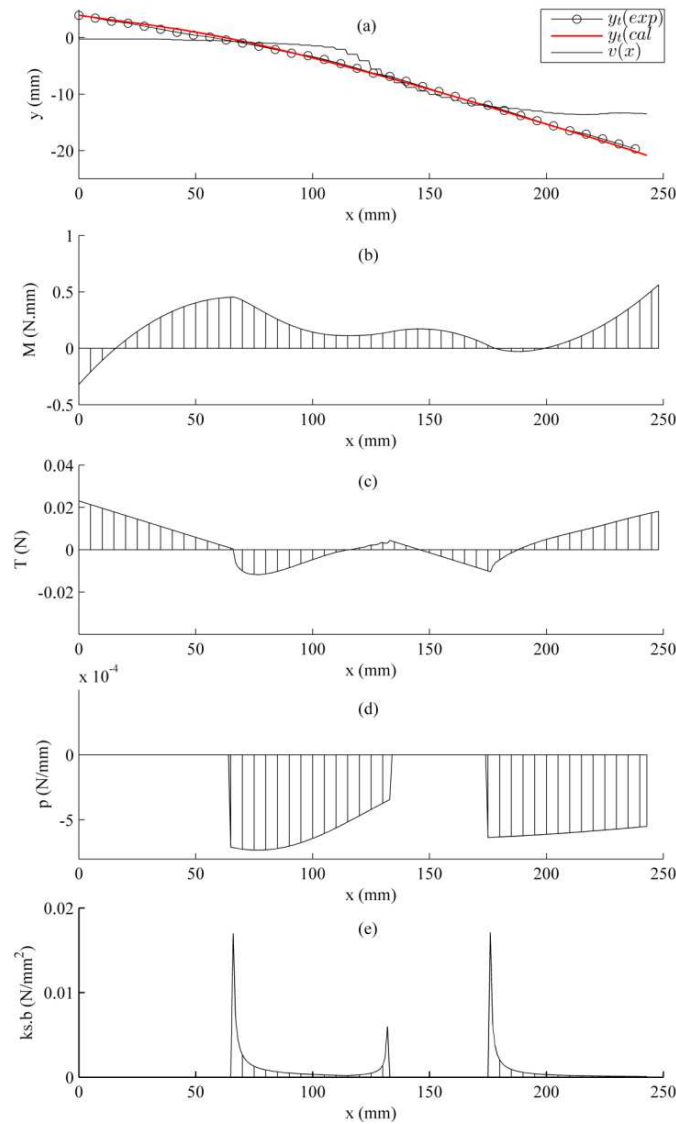 (a)
y_t(exp)
y_t(cal
v(x)
y (mm)
0
-10
-20
0 50 100 150 200 250
x (mm)
(b)
M (N.mm)
1
0.5
0
-0.5
0 50 100 150 200 250
x (mm)
(c)
T (N)
0.04
0.02
0
-0.02
0 50 100 150 200 250
x (mm)
x 10^-4
(d)
p (N/mm)
0
-5
0 50 100 150 200 250
x (mm)
(e)
ks.b (N/mm²)
0.02
0.01
0
0 50 100 150 200 250
x (mm)